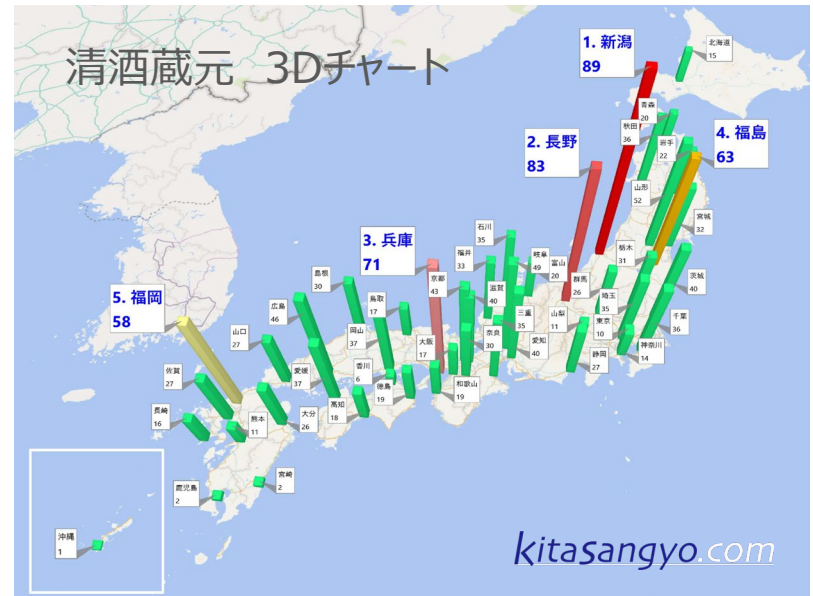 清酒蔵元 3Dチャート
1. 新潟
89
北海道
15
青森
20
秋田
36
岩手
22
4. 福島
63
2. 長野
83
山形
52
宮城
32
石川
35
3. 兵庫
71
福井
33
岐阜
49
富山
20
栃木
31
群馬
26
茨城
40
島根
30
京都
43
滋賀
40
埼玉
35
5. 福岡
58
広島
46
鳥取
17
三重
35
山梨
11
東京
10
千葉
36
山口
27
岡山
37
大阪
17
奈良
30
愛知
40
静岡
27
神奈川
14
佐賀
27
愛媛
37
香川
6
徳島
19
和歌山
19
長崎
16
熊本
11
大分
26
高知
18
鹿児島
2
宮崎
2
沖縄
1
kitasangyo.com